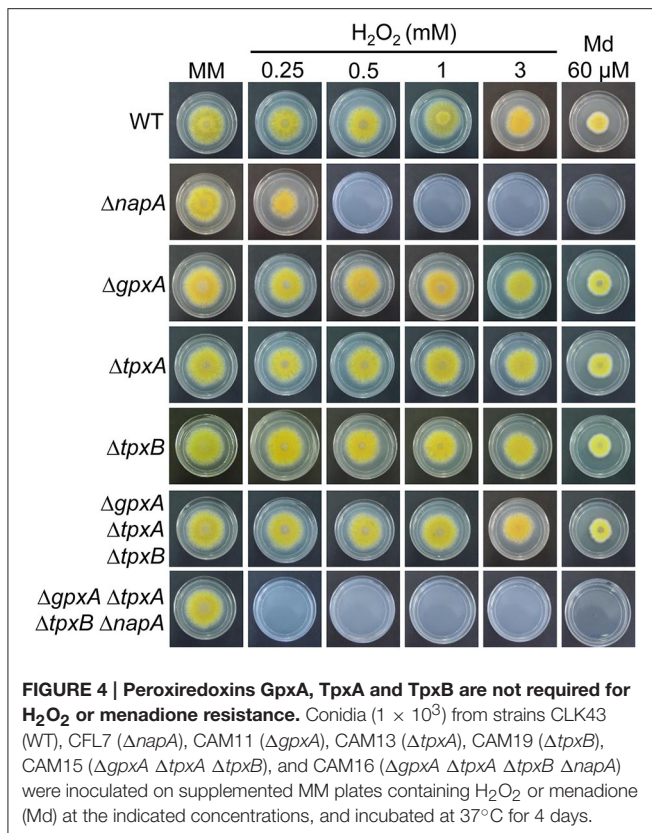 H₂O₂ (mM)
Md
MM 0.25 0.5 1 3 60 µM
WT
ΔnapA
ΔgpxA
ΔtpxA
ΔtpxB
ΔgpxA
ΔtpxA
ΔtpxB
ΔgpxA ΔtpxA
ΔtpxB ΔnapA
FIGURE 4 | Peroxiredoxins GpxA, TpxA and TpxB are not required for
H₂O₂ or menadione resistance. Conidia (1 × 10³) from strains CLK43
(WT), CFL7 (ΔnapA), CAM11 (ΔgpxA), CAM13 (ΔtpxA), CAM19 (ΔtpxB),
CAM15 (ΔgpxA ΔtpxA ΔtpxB), and CAM16 (ΔgpxA ΔtpxA ΔtpxB ΔnapA)
were inoculated on supplemented MM plates containing H₂O₂ or menadione
(Md) at the indicated concentrations, and incubated at 37°C for 4 days.